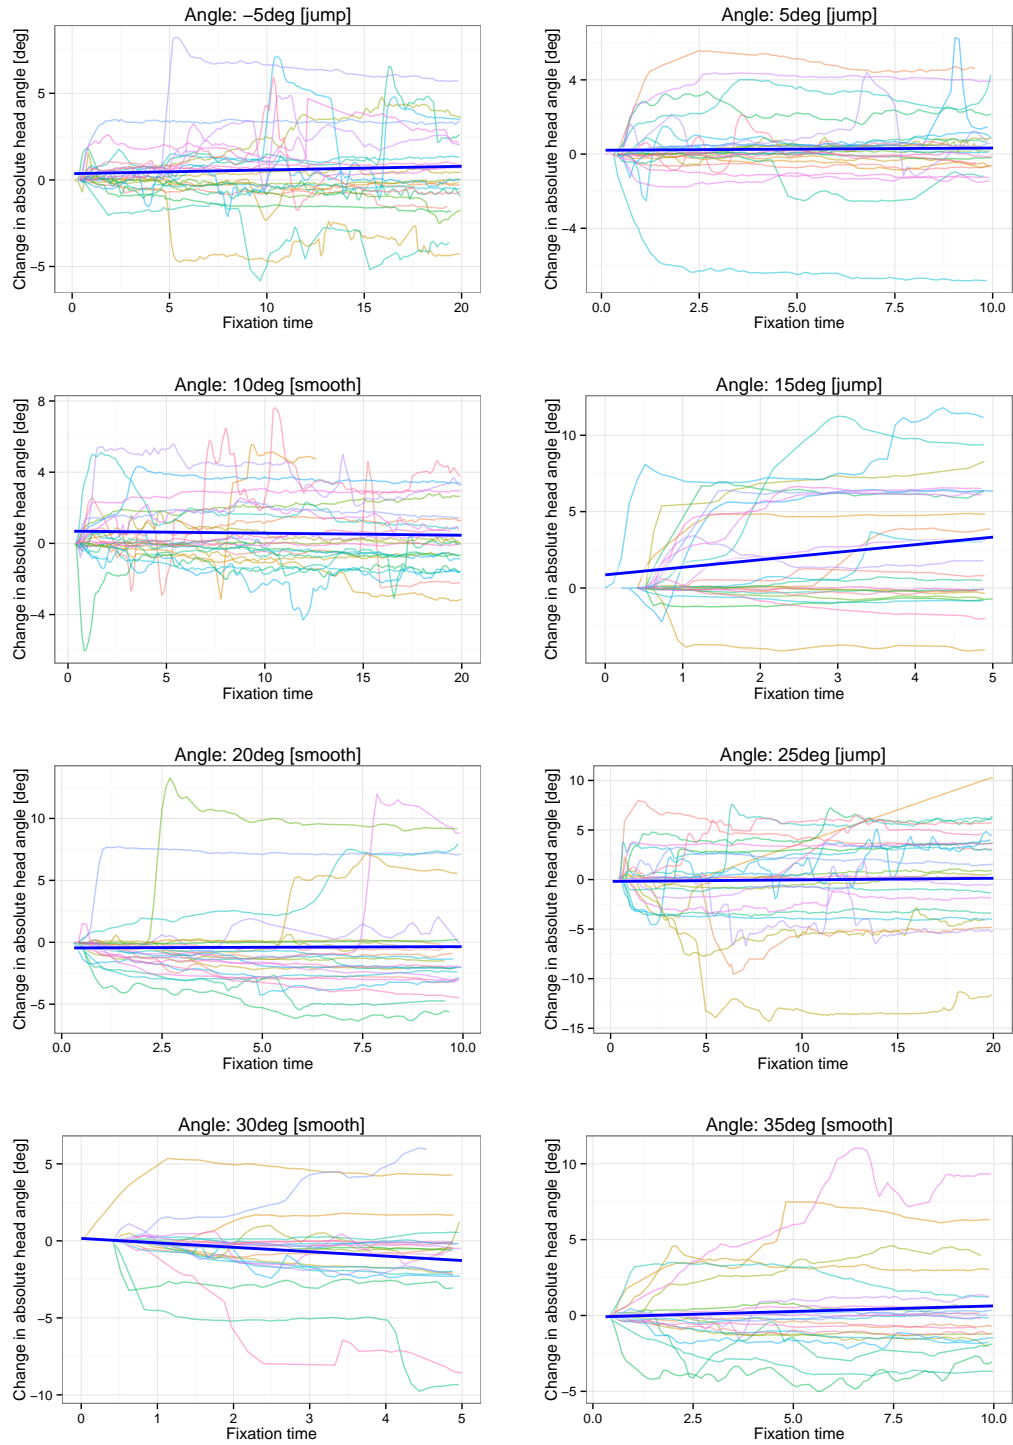 Angle: −5deg [jump]
Change in absolute head angle [deg]
5
0
−5
0 5 10 15 20
Fixation time
Angle: 5deg [jump]
Change in absolute head angle [deg]
4
0
−4
0.0 2.5 5.0 7.5 10.0
Fixation time
Angle: 10deg [smooth]
Change in absolute head angle [deg]
8
4
0
−4
0 5 10 15 20
Fixation time
Angle: 15deg [jump]
Change in absolute head angle [deg]
10
5
0
0 1 2 3 4 5
Fixation time
Angle: 20deg [smooth]
Change in absolute head angle [deg]
10
5
0
−5
0.0 2.5 5.0 7.5 10.0
Fixation time
Angle: 25deg [jump]
Change in absolute head angle [deg]
10
5
0
−5
−10
−15
0 5 10 15 20
Fixation time
Angle: 30deg [smooth]
Change in absolute head angle [deg]
5
0
−5
−10
0 1 2 3 4 5
Fixation time
Angle: 35deg [smooth]
Change in absolute head angle [deg]
10
5
0
−5
0.0 2.5 5.0 7.5 10.0
Fixation time